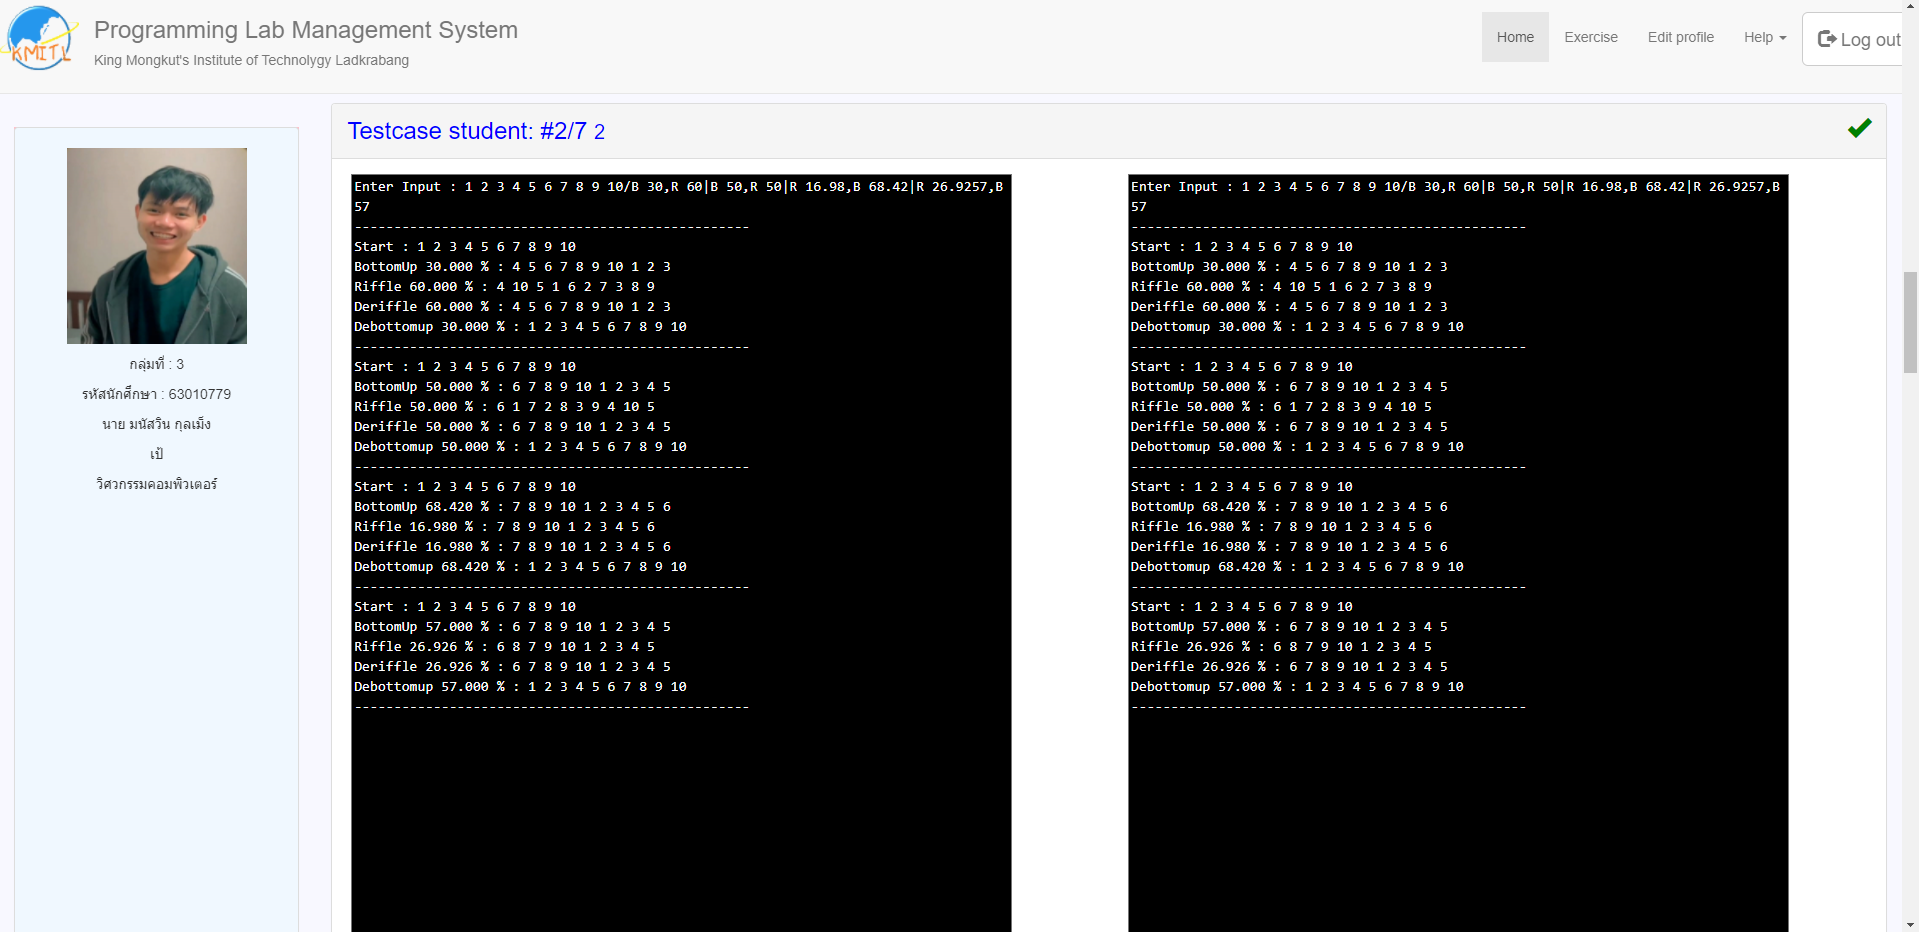 KMITL
Programming Lab Management System
King Mongkut's Institute of Technolygy Ladkrabang
Home
Exercise
Edit profile
Help
Log out
กลุ่มที่ : 3
รหัสนักศึกษา : 63010779
นาย มนัสวิน กุลเม็ง
เป้
วิศวกรรมคอมพิวเตอร์
Testcase student: #2/7 2
Enter Input : 1 2 3 4 5 6 7 8 9 10/B 30,R 60|B 50,R 50|R 16.98,B 68.42|R 26.9257,B
57
--------------------------------------------------
Start : 1 2 3 4 5 6 7 8 9 10
BottomUp 30.000 % : 4 5 6 7 8 9 10 1 2 3
Riffle 60.000 % : 4 10 5 1 6 2 7 3 8 9
Deriffle 60.000 % : 4 5 6 7 8 9 10 1 2 3
Debottomup 30.000 % : 1 2 3 4 5 6 7 8 9 10
--------------------------------------------------
Start : 1 2 3 4 5 6 7 8 9 10
BottomUp 50.000 % : 6 7 8 9 10 1 2 3 4 5
Riffle 50.000 % : 6 1 7 2 8 3 9 4 10 5
Deriffle 50.000 % : 6 7 8 9 10 1 2 3 4 5
Debottomup 50.000 % : 1 2 3 4 5 6 7 8 9 10
--------------------------------------------------
Start : 1 2 3 4 5 6 7 8 9 10
BottomUp 68.420 % : 7 8 9 10 1 2 3 4 5 6
Riffle 16.980 % : 7 8 9 10 1 2 3 4 5 6
Deriffle 16.980 % : 7 8 9 10 1 2 3 4 5 6
Debottomup 68.420 % : 1 2 3 4 5 6 7 8 9 10
--------------------------------------------------
Start : 1 2 3 4 5 6 7 8 9 10
BottomUp 57.000 % : 6 7 8 9 10 1 2 3 4 5
Riffle 26.926 % : 6 8 7 9 10 1 2 3 4 5
Deriffle 26.926 % : 6 7 8 9 10 1 2 3 4 5
Debottomup 57.000 % : 1 2 3 4 5 6 7 8 9 10
--------------------------------------------------
Enter Input : 1 2 3 4 5 6 7 8 9 10/B 30,R 60|B 50,R 50|R 16.98,B 68.42|R 26.9257,B
57
--------------------------------------------------
Start : 1 2 3 4 5 6 7 8 9 10
BottomUp 30.000 % : 4 5 6 7 8 9 10 1 2 3
Riffle 60.000 % : 4 10 5 1 6 2 7 3 8 9
Deriffle 60.000 % : 4 5 6 7 8 9 10 1 2 3
Debottomup 30.000 % : 1 2 3 4 5 6 7 8 9 10
--------------------------------------------------
Start : 1 2 3 4 5 6 7 8 9 10
BottomUp 50.000 % : 6 7 8 9 10 1 2 3 4 5
Riffle 50.000 % : 6 1 7 2 8 3 9 4 10 5
Deriffle 50.000 % : 6 7 8 9 10 1 2 3 4 5
Debottomup 50.000 % : 1 2 3 4 5 6 7 8 9 10
--------------------------------------------------
Start : 1 2 3 4 5 6 7 8 9 10
BottomUp 68.420 % : 7 8 9 10 1 2 3 4 5 6
Riffle 16.980 % : 7 8 9 10 1 2 3 4 5 6
Deriffle 16.980 % : 7 8 9 10 1 2 3 4 5 6
Debottomup 68.420 % : 1 2 3 4 5 6 7 8 9 10
--------------------------------------------------
Start : 1 2 3 4 5 6 7 8 9 10
BottomUp 57.000 % : 6 7 8 9 10 1 2 3 4 5
Riffle 26.926 % : 6 8 7 9 10 1 2 3 4 5
Deriffle 26.926 % : 6 7 8 9 10 1 2 3 4 5
Debottomup 57.000 % : 1 2 3 4 5 6 7 8 9 10
--------------------------------------------------